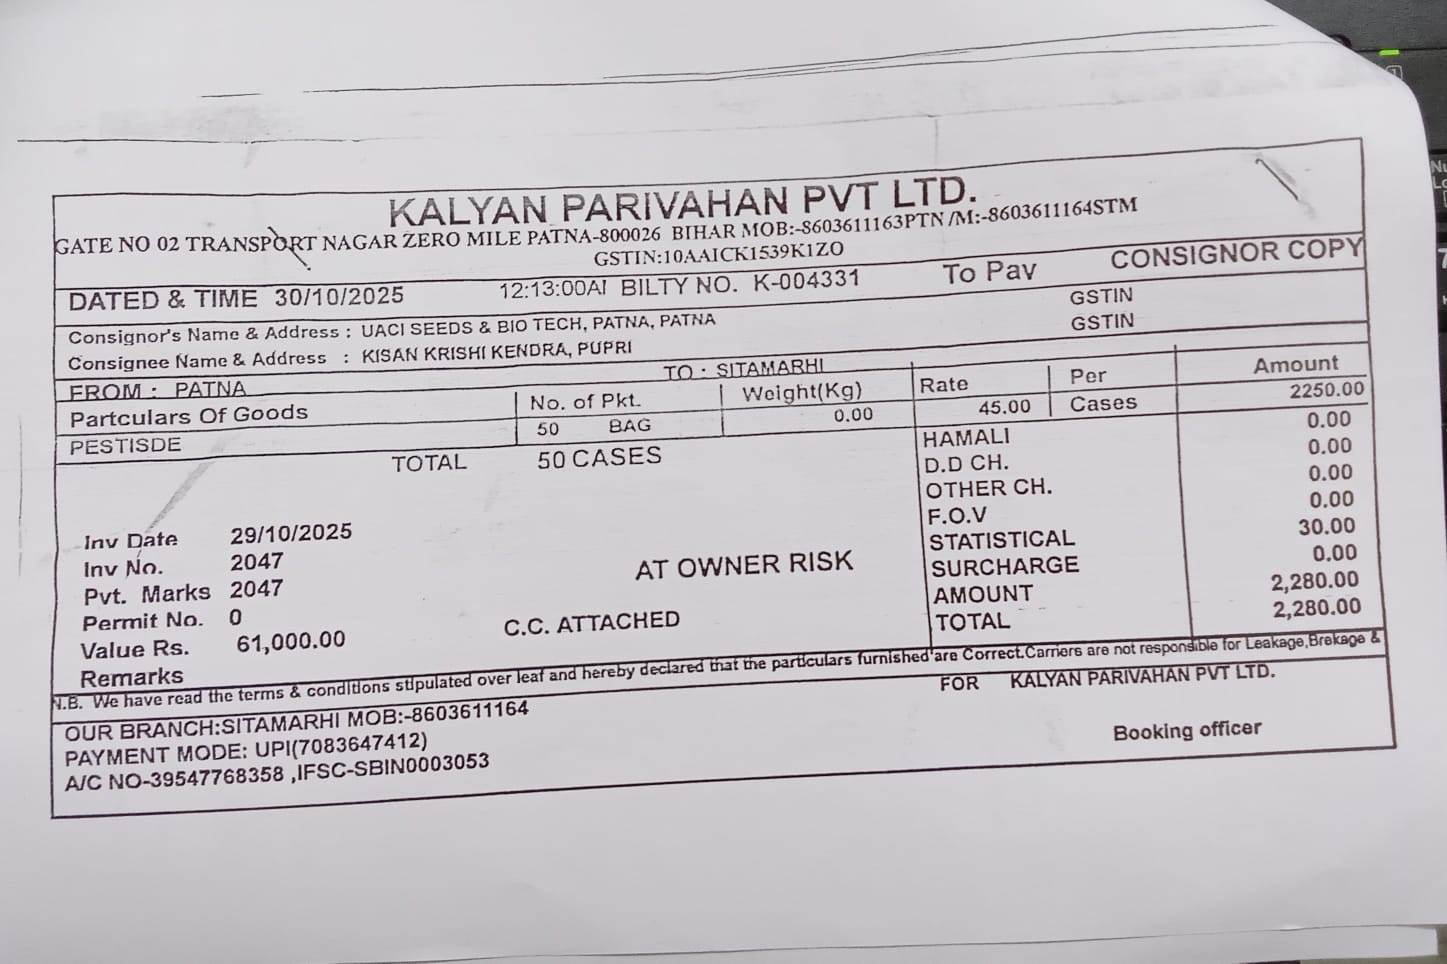 KALYAN PARIVAHAN PVT LTD.
GATE NO 02 TRANSPORT NAGAR ZERO MILE PATNA-800026 BIHAR MOB:-8603611163PTN /M:-8603611164STM
GSTIN:10AAICK1539K1ZO
DATED & TIME 30/10/2025 12:13:00AI BILTY NO. K-004331 To Pay CONSIGNOR COPY
Consignor's Name & Address : UACI SEEDS & BIO TECH, PATNA, PATNA GSTIN
Consignee Name & Address : KISAN KRISHI KENDRA, PUPRI GSTIN
FROM : PATNA TO : SITAMARHI
Partculars Of Goods No. of Pkt. Weight(Kg) Rate Per Amount
PESTISDE 50 BAG 0.00 45.00 Cases 2250.00
TOTAL 50 CASES
HAMALI 0.00
D.D CH. 0.00
OTHER CH. 0.00
F.O.V 0.00
STATISTICAL 30.00
SURCHARGE 0.00
AMOUNT 2,280.00
TOTAL 2,280.00
Inv Date 29/10/2025
Inv No. 2047
Pvt. Marks 2047
Permit No. 0
Value Rs. 61,000.00
Remarks
AT OWNER RISK
C.C. ATTACHED
N.B. We have read the terms & conditions stipulated over leaf and hereby declared that the particulars furnished are Correct.Carriers are not responsible for Leakage,Brekage &
OUR BRANCH:SITAMARHI MOB:-8603611164
PAYMENT MODE: UPI(7083647412)
A/C NO-39547768358 ,IFSC-SBIN0003053
FOR KALYAN PARIVAHAN PVT LTD.
Booking officer